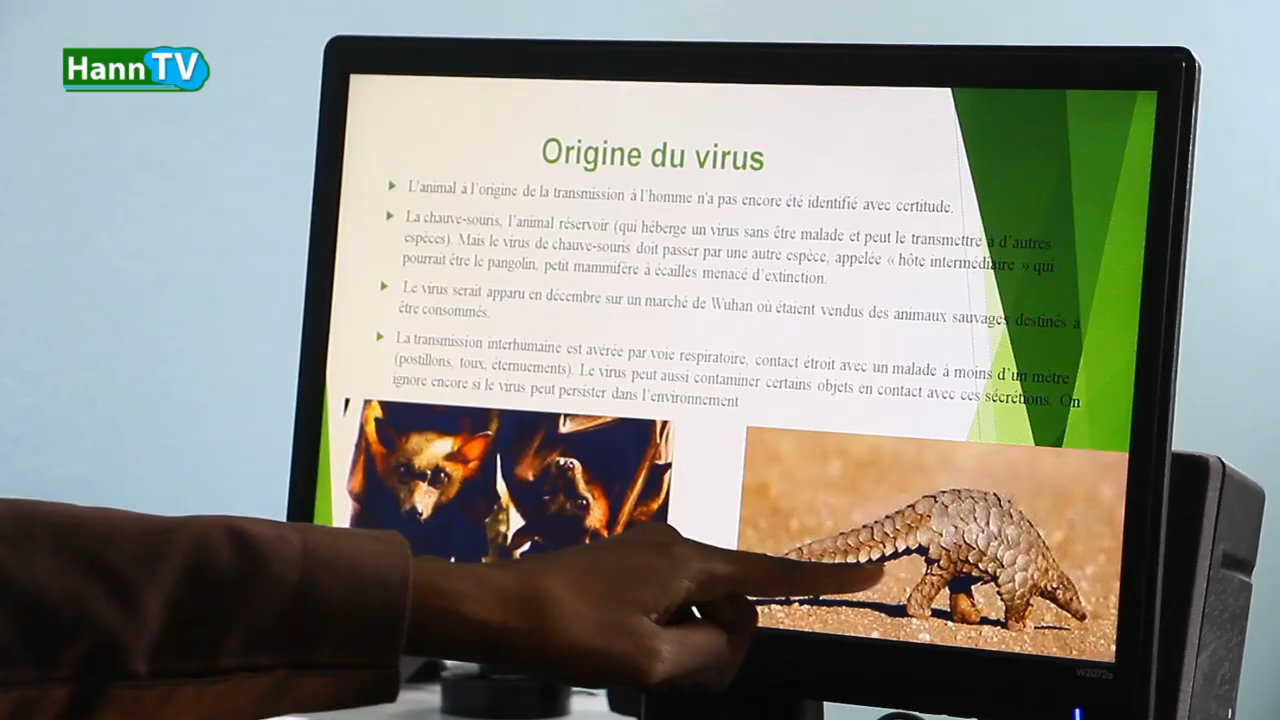 HannTV
Origine du virus
L'animal à l'origine de la transmission à l'homme n'a pas encore été identifié avec certitude.
La chauve-souris, l'animal réservoir (qui héberge un virus sans être malade et peut le transmettre à d'autres
espèces). Mais le virus de chauve-souris doit passer par une autre espèce, appelée « hôte intermédiaire » qui
pourrait être le pangolin, petit mammifère à écailles menacé d'extinction.
Le virus serait apparu en décembre sur un marché de Wuhan où étaient vendus des animaux sauvages destinés à
être consommés.
La transmission interhumaine est avérée par voie respiratoire, contact étroit avec un malade à moins d'un mètre
(postillons, toux, éternuements). Le virus peut aussi contaminer certains objets en contact avec ces sécrétions. On
ignore encore si le virus peut persister dans l'environnement
W2072a